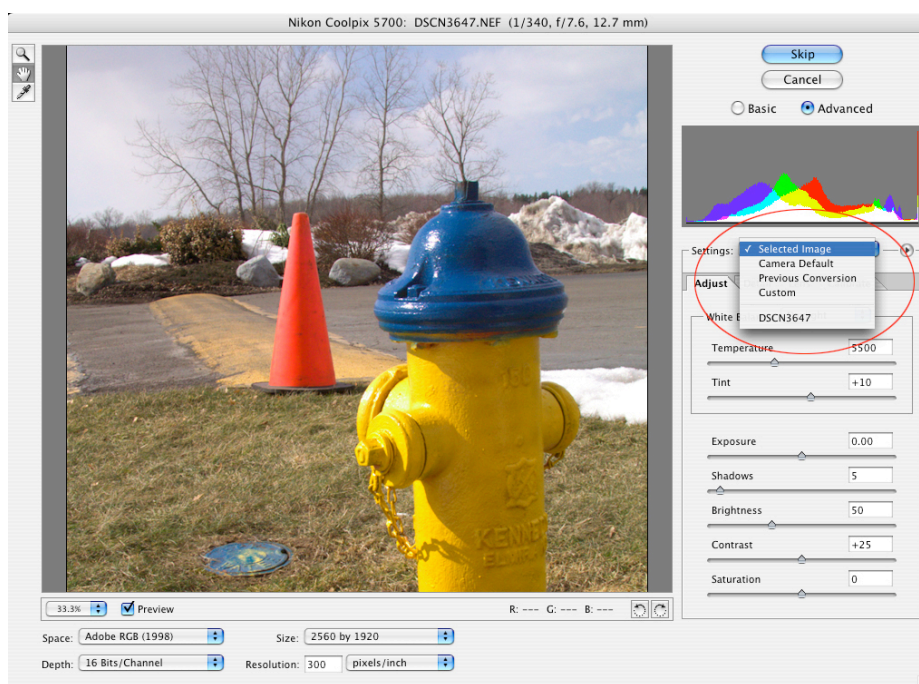 Nikon Coolpix 5700: DSCN3647.NEF (1/340, f/7.6, 12.7 mm)
Skip
Cancel
Basic Advanced
Settings: ✓ Selected Image
Camera Default
Previous Conversion
Custom
DSCN3647
Adjust
White
Temperature 5500
Tint +10
Exposure 0.00
Shadows 5
Brightness 50
Contrast +25
Saturation 0
KENNE
33.3% Preview R: --- G: --- B: ---
Space: Adobe RGB (1998) Size: 2560 by 1920
Depth: 16 Bits/Channel Resolution: 300 pixels/inch